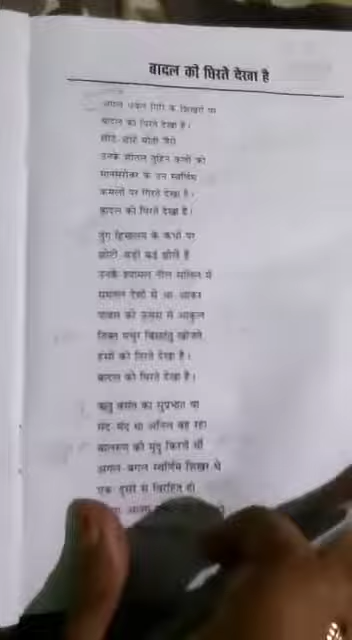 बादल को घिरते देखा है
अमल धवल गिरि के शिखरों पर
बादल को घिरते देखा है।
छोटे-छोटे मोती जैसे
उनके शीतल तुहिन कणों को
मानसरोवर के उन स्वर्णिम
कमलों पर गिरते देखा है।
बादल को घिरते देखा है।
तुंग हिमालय के कंधों पर
छोटी-बड़ी कई झीलें हैं
उनके श्यामल नील सलिल में
समतल देशों से आ-आकर
पावस की ऊमस से आकुल
तिक्त मधुर बिसतंतु खोजते
हंसों को तिरते देखा है।
बादल को घिरते देखा है।
ऋतु वसंत का सुप्रभात था
मंद-मंद था अनिल बह रहा
बालारुण की मृदु किरणें थीं
अगल-बगल स्वर्णिम शिखर थे
एक-दूसरे से विरहित हो